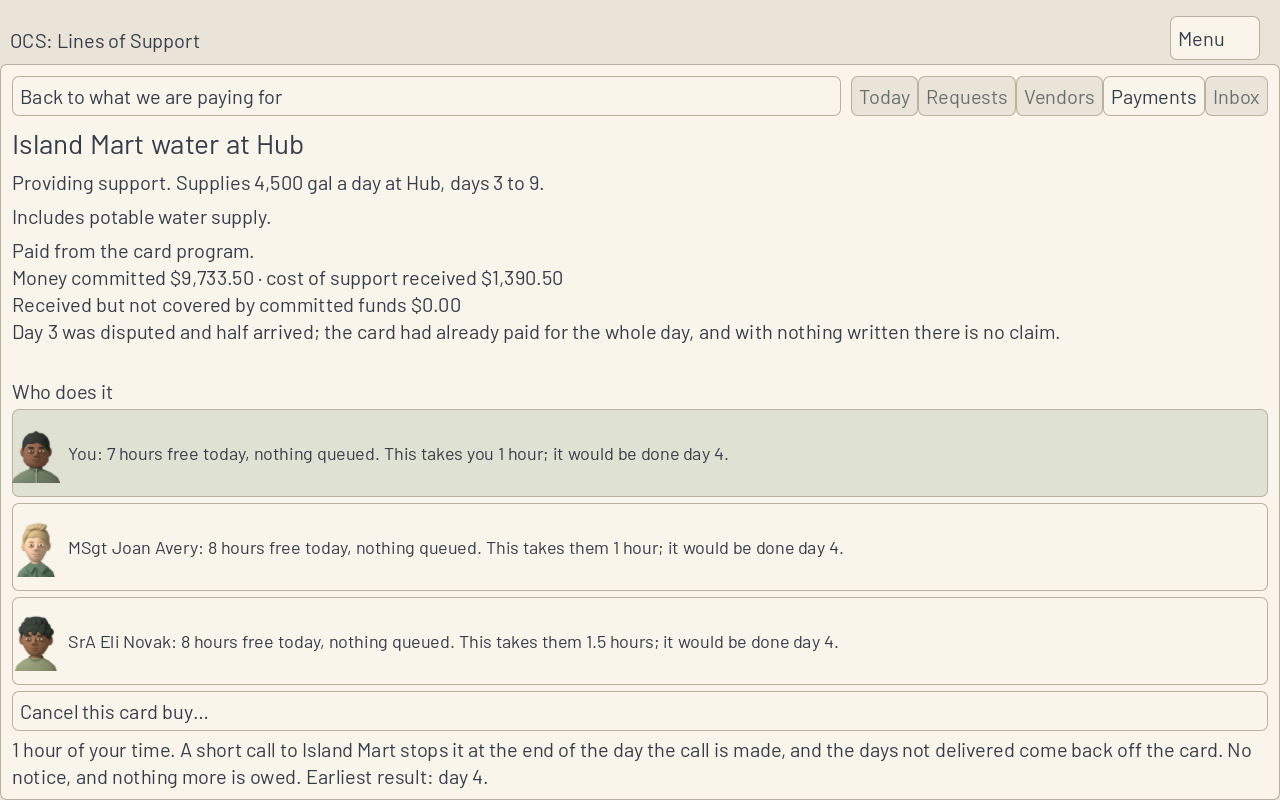 OCS: Lines of Support
Menu
Back to what we are paying for
Today
Requests
Vendors
Payments
Inbox
Island Mart water at Hub
Providing support. Supplies 4,500 gal a day at Hub, days 3 to 9.
Includes potable water supply.
Paid from the card program.
Money committed $9,733.50 · cost of support received $1,390.50
Received but not covered by committed funds $0.00
Day 3 was disputed and half arrived; the card had already paid for the whole day, and with nothing written there is no claim.
Who does it
You: 7 hours free today, nothing queued. This takes you 1 hour; it would be done day 4.
MSgt Joan Avery: 8 hours free today, nothing queued. This takes them 1 hour; it would be done day 4.
SrA Eli Novak: 8 hours free today, nothing queued. This takes them 1.5 hours; it would be done day 4.
Cancel this card buy...
1 hour of your time. A short call to Island Mart stops it at the end of the day the call is made, and the days not delivered come back off the card. No
notice, and nothing more is owed. Earliest result: day 4.